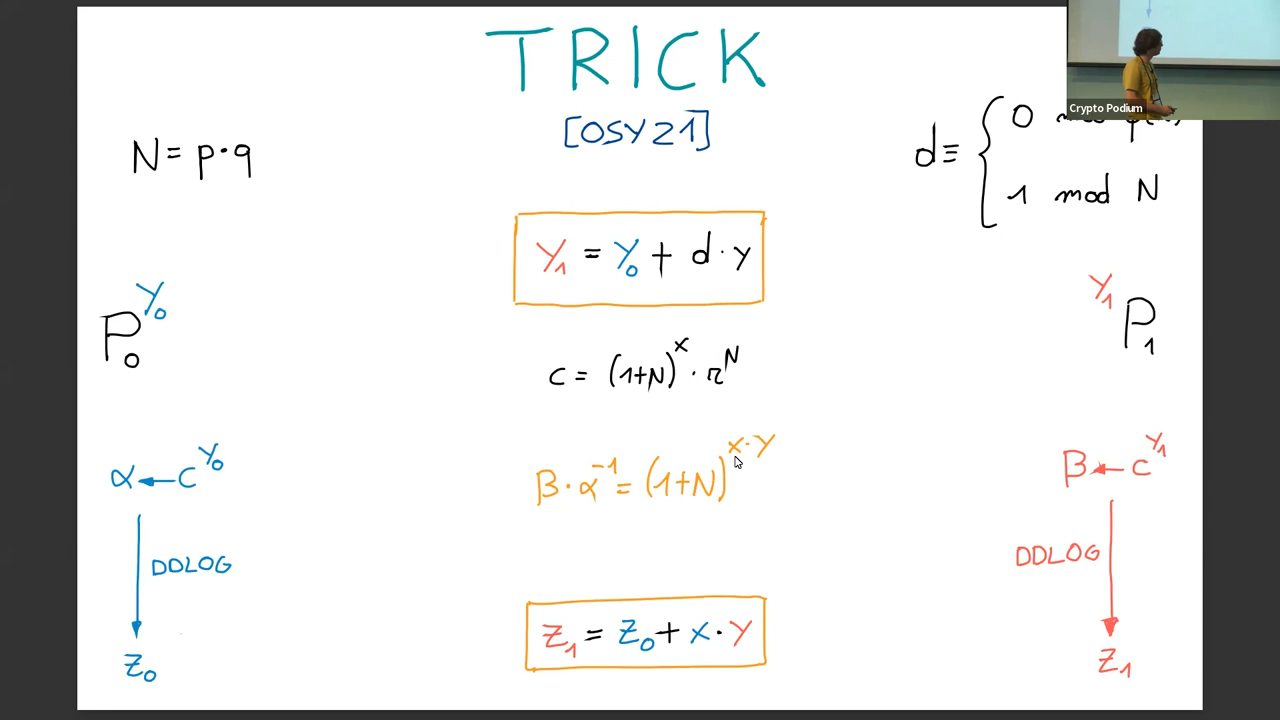 TRICK
[OSY21]
Crypto Podium
N = p·q
d ≡ { 0
1 mod N
Y₁ = Y₀ + d·y
P₀ Y₀
Y₁ P₁
c = (1+N)^x · r^N
α ← c^Y₀
β·α⁻¹ = (1+N)^x·y
β ← c^Y₁
DDLOG
DDLOG
Z₁ = Z₀ + x·y
Z₀
Z₁